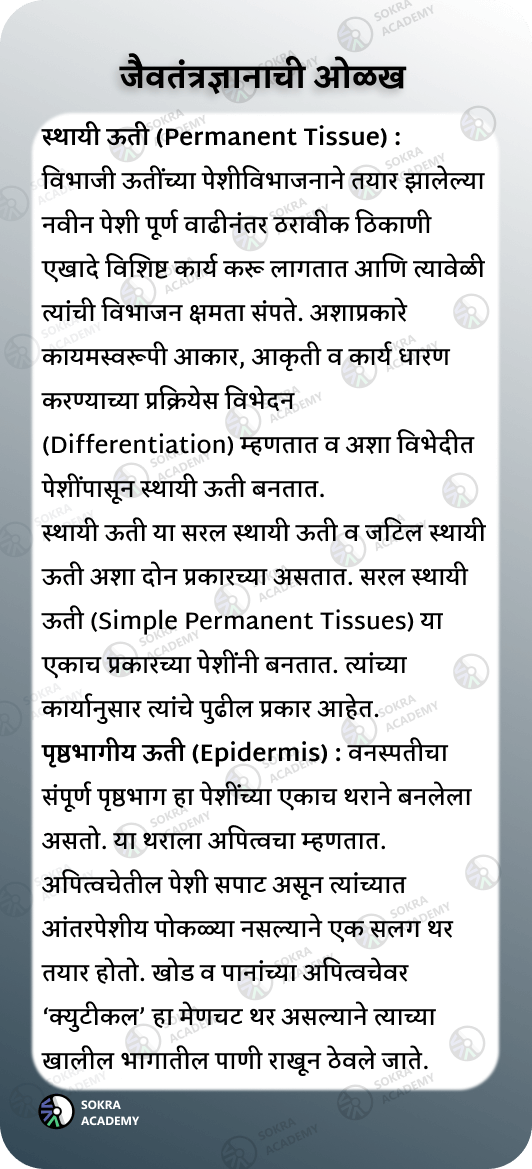 जैवतंत्रज्ञानाची ओळख
स्थायी ऊती (Permanent Tissue) :
विभाजी ऊतींच्या पेशीविभाजनाने तयार झालेल्या
नवीन पेशी पूर्ण वाढीनंतर ठरावीक ठिकाणी
एखादे विशिष्ट कार्य करू लागतात आणि त्यावेळी
त्यांची विभाजन क्षमता संपते. अशाप्रकारे
कायमस्वरूपी आकार, आकृती व कार्य धारण
करण्याच्या प्रक्रियेस विभेदन
(Differentiation) म्हणतात व अशा विभेदीत
पेशींपासून स्थायी ऊती बनतात.
स्थायी ऊती या सरल स्थायी ऊती व जटिल स्थायी
ऊती अशा दोन प्रकारच्या असतात. सरल स्थायी
ऊती (Simple Permanent Tissues) या
एकाच प्रकारच्या पेशींनी बनतात. त्यांच्या
कार्यानुसार त्यांचे पुढील प्रकार आहेत.
पृष्ठभागीय ऊती (Epidermis) : वनस्पतीचा
संपूर्ण पृष्ठभाग हा पेशींच्या एकाच थराने बनलेला
असतो. या थराला अपित्वचा म्हणतात.
अपित्वचेतील पेशी सपाट असून त्यांच्यात
आंतरपेशीय पोकळ्या नसल्याने एक सलग थर
तयार होतो. खोड व पानांच्या अपित्वचेवर
‘क्युटीकल’ हा मेणचट थर असल्याने त्याच्या
खालील भागातील पाणी राखून ठेवले जाते.
SOKRA
ACADEMY